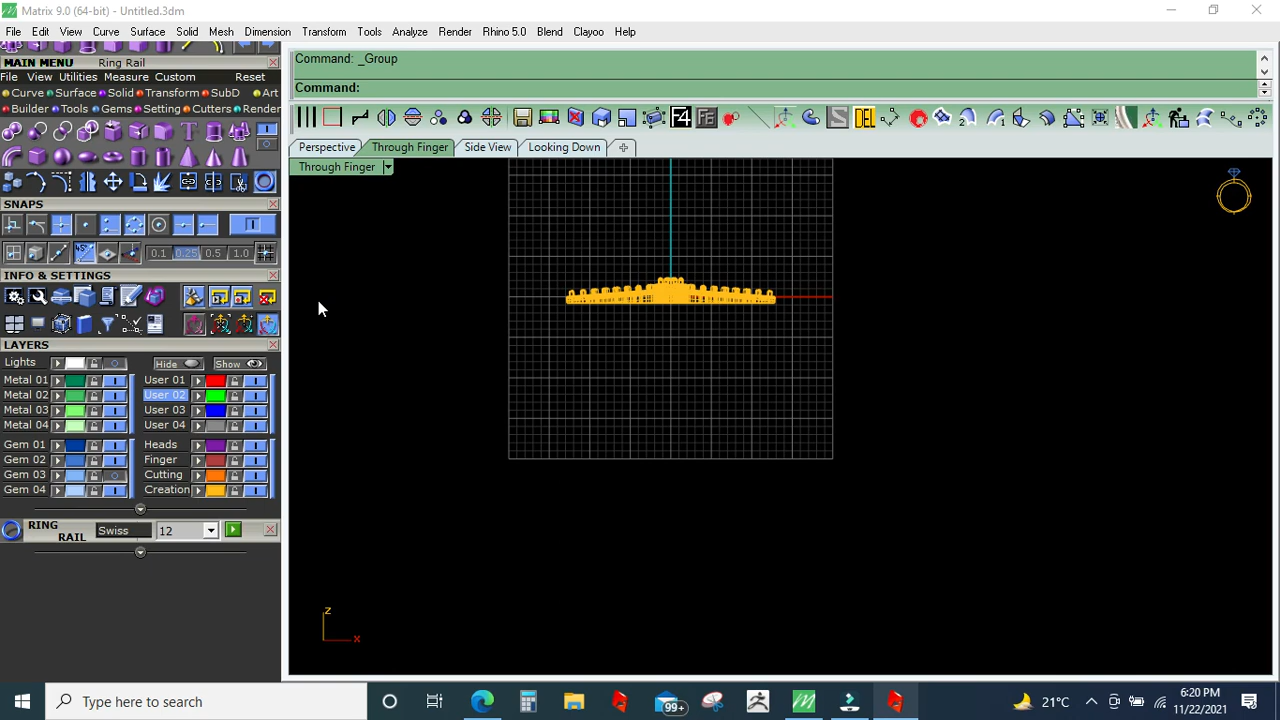 Matrix 9.0 (64-bit) - Untitled.3dm
File Edit View Curve Surface Solid Mesh Dimension Transform Tools Analyze Render Rhino 5.0 Blend Clayoo Help
MAIN MENU Ring Rail
File View Utilities Measure Custom Reset
Curve Surface Solid Transform SubD Art
Builder Tools Gems Setting Cutters Render
Command: _Group
Command:
F4 F6 DEL
Perspective Through Finger Side View Looking Down
Through Finger
SNAPS
45° 0.1 0.25 0.5 1.0
INFO & SETTINGS
LAYERS
Lights Hide Show
Metal 01 User 01
Metal 02 User 02
Metal 03 User 03
Metal 04 User 04
Gem 01 Heads
Gem 02 Finger
Gem 03 Cutting
Gem 04 Creation
RING RAIL Swiss 12
z
x
Type here to search
99+
21°C
6:20 PM
11/22/2021